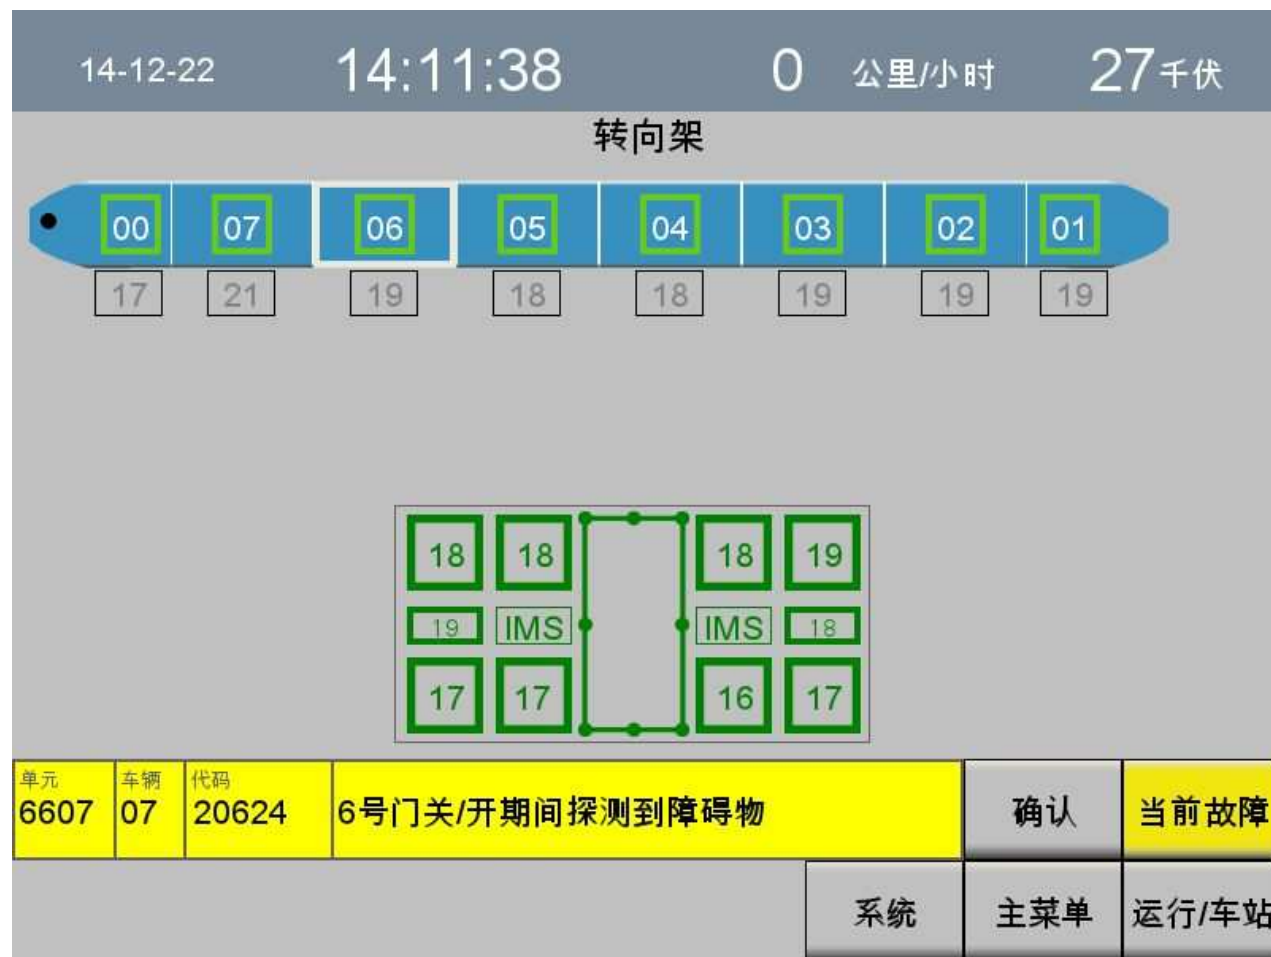 14-12-22 14:11:38 0 公里/小时 27千伏
转向架
00 07 06 05 04 03 02 01
17 21 19 18 18 19 19 19
18 18 18 19
19 IMS IMS 18
17 17 16 17
单元 车辆 代码
6607 07 20624 6号门关/开期间探测到障碍物 确认 当前故障
系统 主菜单 运行/车站